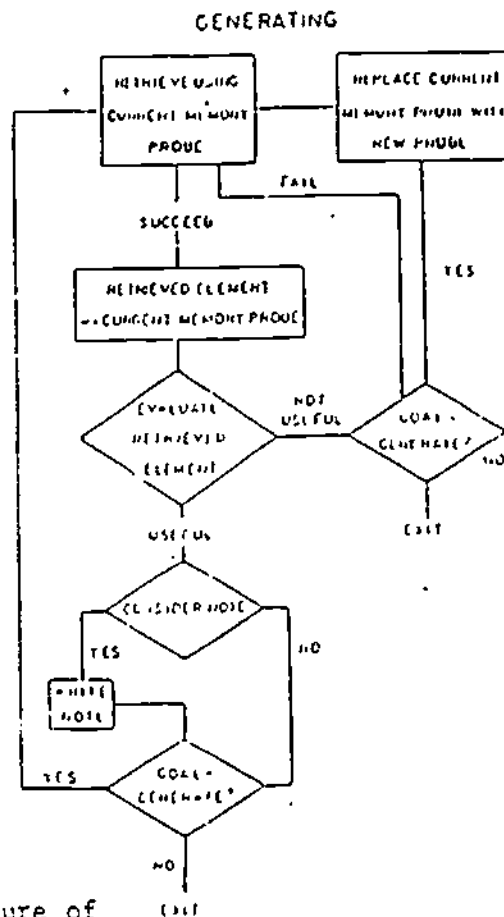 GENERATING
RETRIEVE USING
CURRENT MEMORY
PROBE
REPLACE CURRENT
MEMORY PROBE WITH
NEW PROBE
FAIL
SUCCEED
YES
RETRIEVED ELEMENT
CURRENT MEMORY PROBE
EVALUATE
RETRIEVED
ELEMENT
NOT
USEFUL
GOAL =
GENERATE?
NO
EXIT
USEFUL
CONSIDER NOTE
YES
NO
WRITE
NOTE
YES
GOAL =
GENERATE?
NO
EXIT
ure of